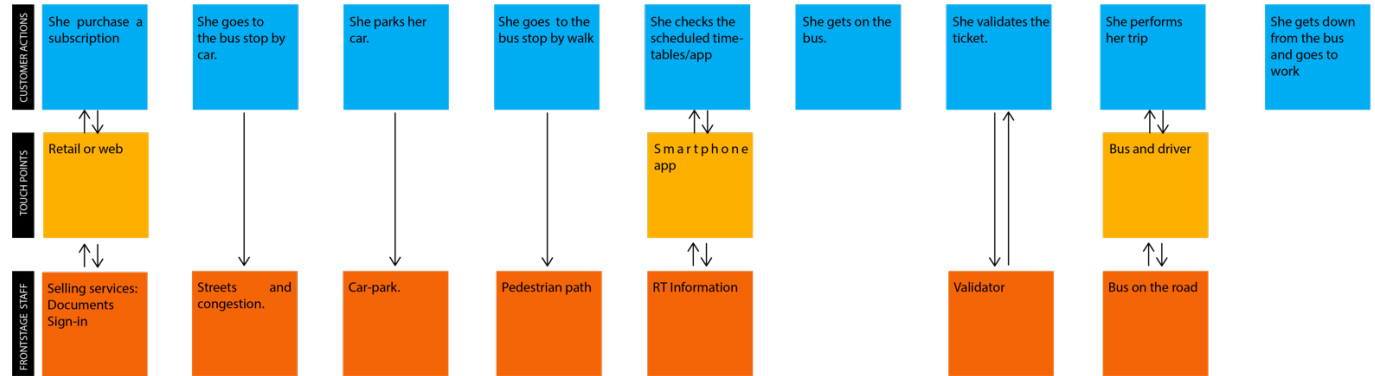 CUSTOMER ACTIONS
She purchase a
subscription
She goes to
the bus stop by
car.
She parks her
car.
She goes to the
bus stop by walk
She checks the
scheduled time-
tables/app
She gets on the
bus.
She validates the
ticket.
She performs
her trip
She gets down
from the bus
and goes to
work
TOUCH POINTS
Retail or web
Smartphone
app
Bus and driver
FRONTSTAGE STAFF
Selling services:
Documents
Sign-in
Streets and
congestion.
Car-park.
Pedestrian path
RT Information
Validator
Bus on the road